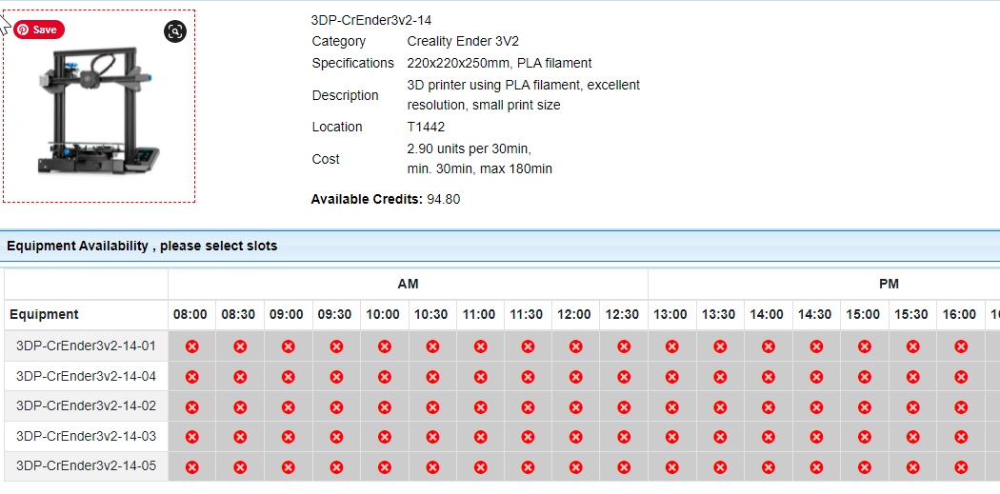 Save
3DP-CrEnder3v2-14
Category Creality Ender 3V2
Specifications 220x220x250mm, PLA filament
Description 3D printer using PLA filament, excellent
resolution, small print size
Location T1442
Cost 2.90 units per 30min,
min. 30min, max 180min
Available Credits: 94.80
Equipment Availability , please select slots
AM PM
Equipment 08:00 08:30 09:00 09:30 10:00 10:30 11:00 11:30 12:00 12:30 13:00 13:30 14:00 14:30 15:00 15:30 16:00
3DP-CrEnder3v2-14-01
3DP-CrEnder3v2-14-04
3DP-CrEnder3v2-14-02
3DP-CrEnder3v2-14-03
3DP-CrEnder3v2-14-05